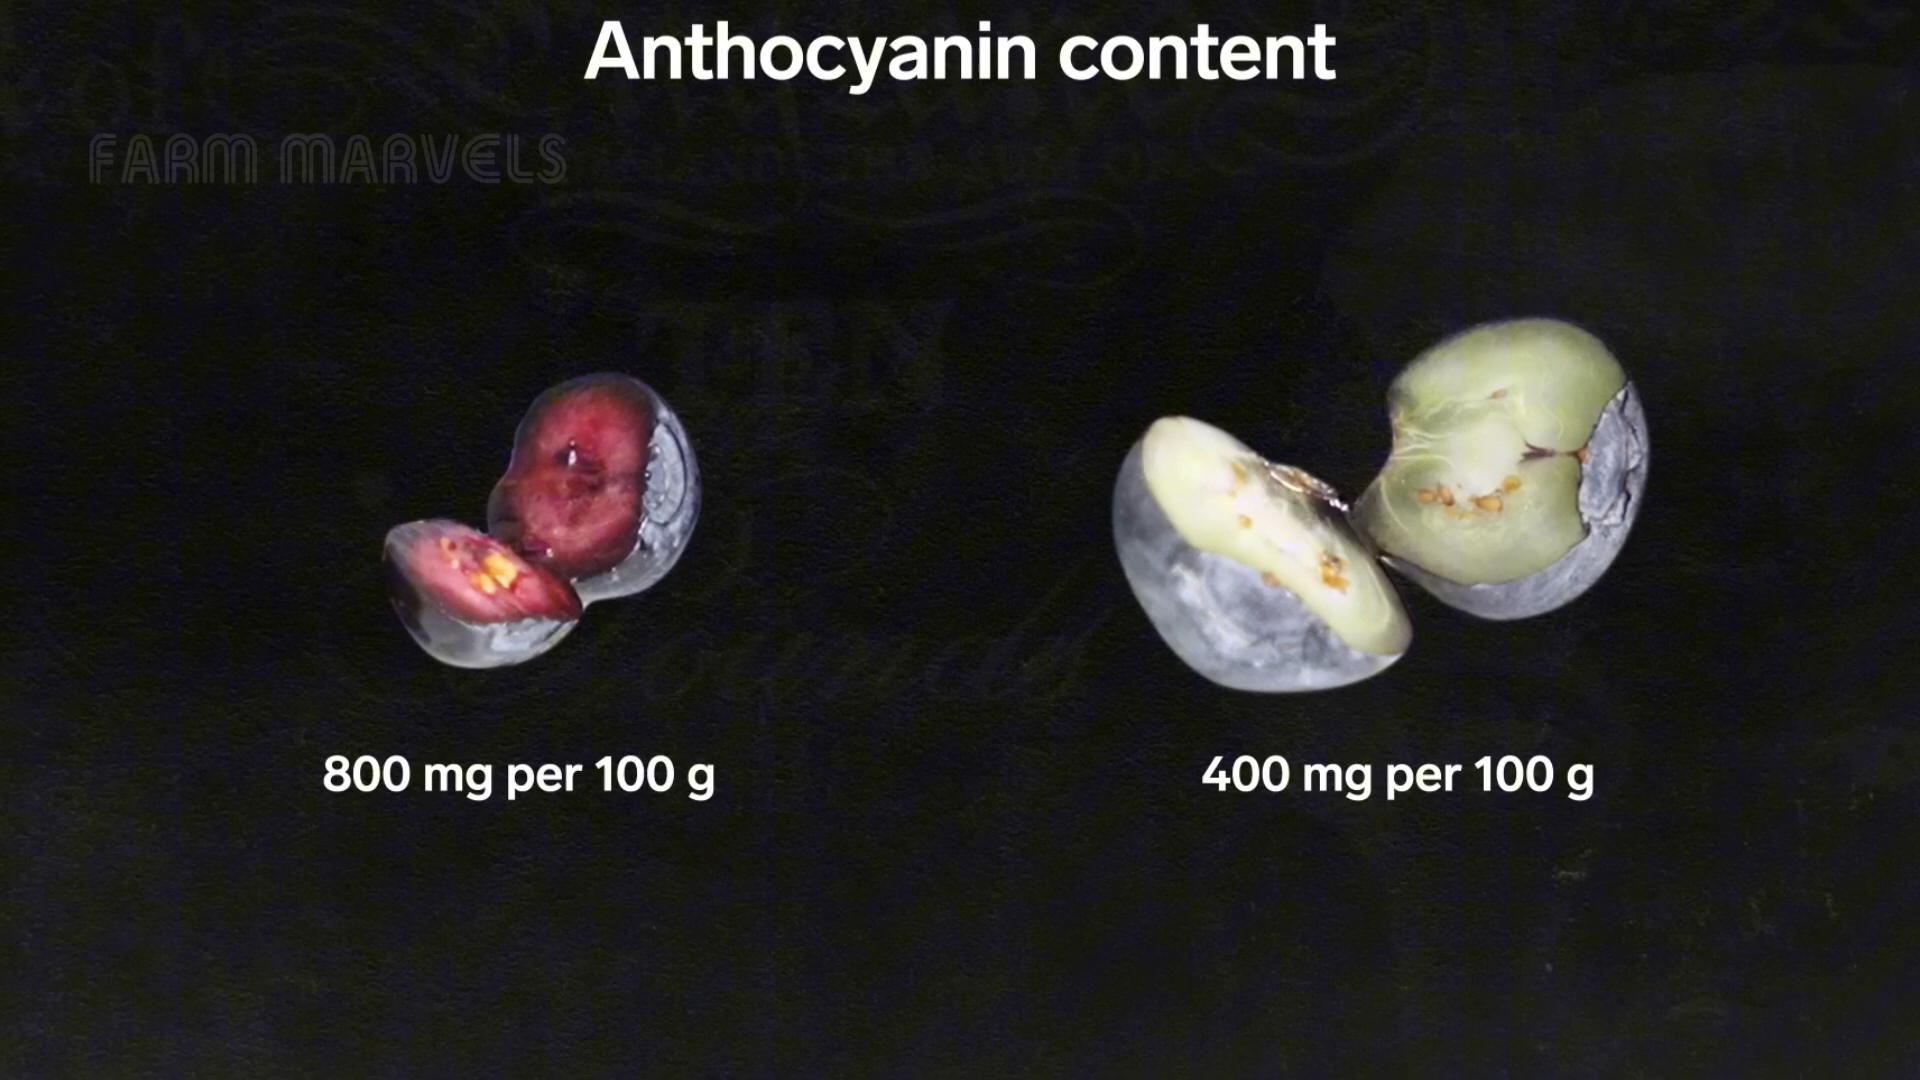 Anthocyanin content
FARM MARVELS
800 mg per 100 g
400 mg per 100 g